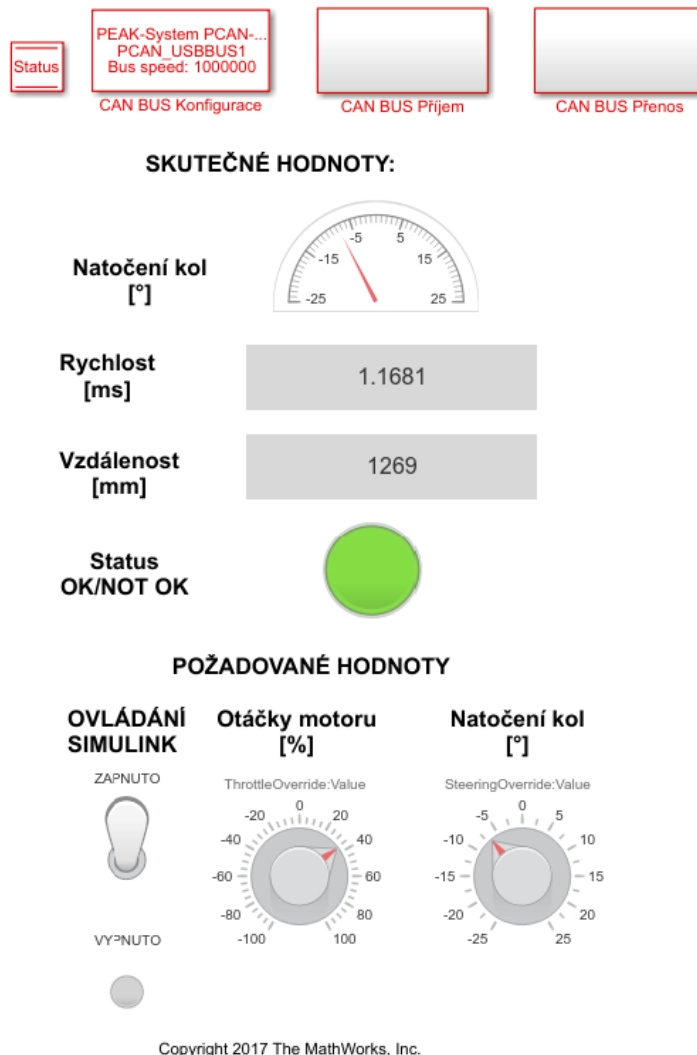 Status
PEAK-System PCAN-...
PCAN_USBBUS1
Bus speed: 1000000
CAN BUS Konfigurace
CAN BUS Příjem
CAN BUS Přenos
SKUTEČNÉ HODNOTY:
Natočení kol
[°]
-25
-15
-5
5
15
25
Rychlost
[ms]
1.1681
Vzdálenost
[mm]
1269
Status
OK/NOT OK
POŽADOVANÉ HODNOTY
OVLÁDÁNÍ
SIMULINK
ZAPNUTO
VYPNUTO
Otáčky motoru
[%]
ThrottleOverride:Value
-100
-80
-60
-40
-20
0
20
40
60
80
100
Natočení kol
[°]
SteeringOverride:Value
-25
-20
-15
-10
-5
0
5
10
15
20
25
Copyright 2017 The MathWorks, Inc.